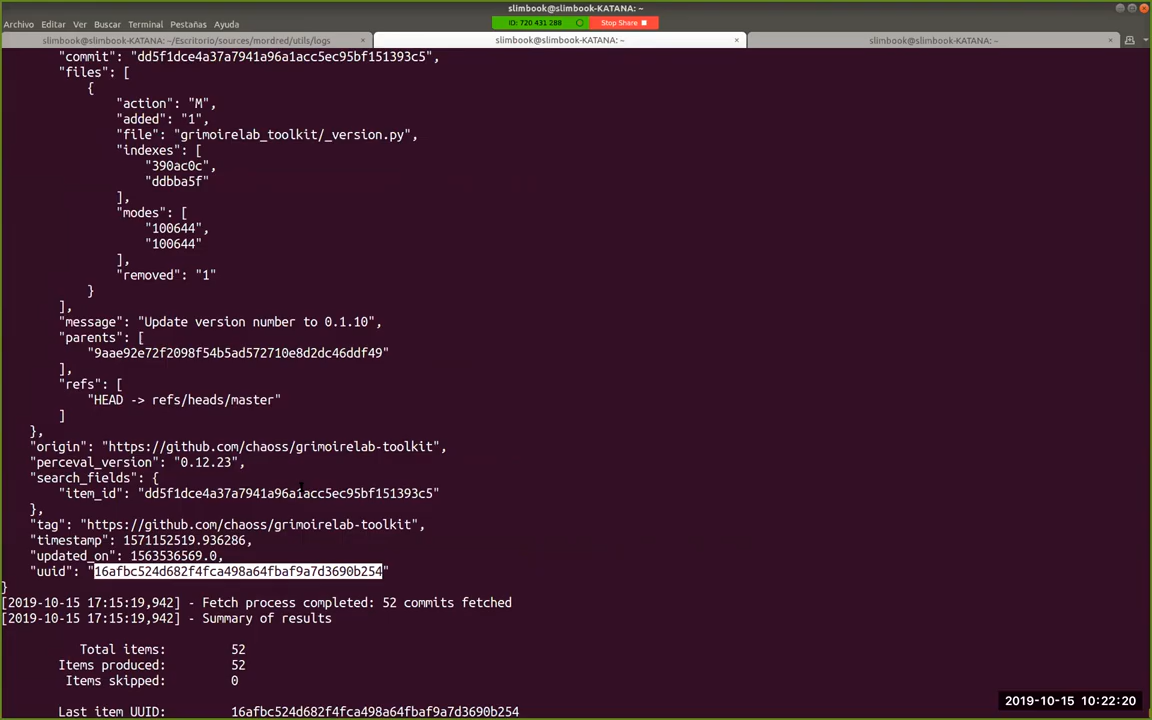 slimbook@slimbook-KATANA: ~
Archivo Editar Ver Buscar Terminal Pestañas Ayuda
ID: 720 431 288 Stop Share
slimbook@slimbook-KATANA: ~/Escritorio/sources/mordred/utils/logs × slimbook@slimbook-KATANA: ~ × slimbook@slimbook-KATANA: ~ ×
"commit": "dd5f1dce4a37a7941a96a1acc5ec95bf151393c5",
"files": [
{
"action": "M",
"added": "1",
"file": "grimoirelab_toolkit/_version.py",
"indexes": [
"390ac0c",
"ddbba5f"
],
"modes": [
"100644",
"100644"
],
"removed": "1"
}
],
"message": "Update version number to 0.1.10",
"parents": [
"9aae92e72f2098f54b5ad572710e8d2dc46ddf49"
],
"refs": [
"HEAD -> refs/heads/master"
]
},
"origin": "https://github.com/chaoss/grimoirelab-toolkit",
"perceval_version": "0.12.23",
"search_fields": {
"item_id": "dd5f1dce4a37a7941a96a1acc5ec95bf151393c5"
},
"tag": "https://github.com/chaoss/grimoirelab-toolkit",
"timestamp": 1571152519.936286,
"updated_on": 1563536569.0,
"uuid": "16afbc524d682f4fca498a64fbaf9a7d3690b254"
}
[2019-10-15 17:15:19,942] - Fetch process completed: 52 commits fetched
[2019-10-15 17:15:19,942] - Summary of results
Total items: 52
Items produced: 52
Items skipped: 0
Last item UUID: 16afbc524d682f4fca498a64fbaf9a7d3690b254
2019-10-15 10:22:20